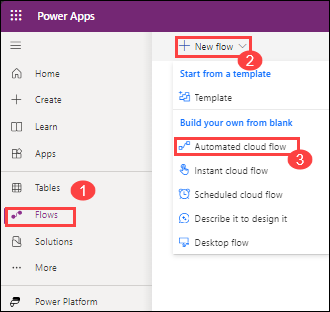 Power Apps
Home
Create
Learn
Apps
Tables
1
Flows
Solutions
More
Power Platform
New flow
2
Start from a template
Template
Build your own from blank
Automated cloud flow
3
Instant cloud flow
Scheduled cloud flow
Describe it to design it
Desktop flow